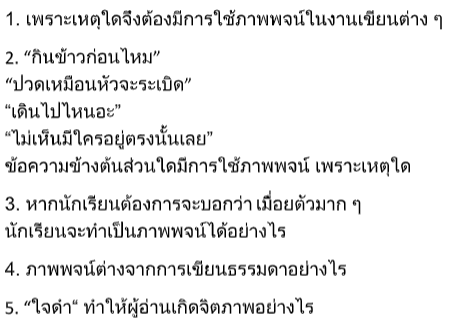 1. เพราะเหตุใดจึงต้องมีการใช้ภาพพจน์ในงานเขียนต่าง ๆ
2. “กินข้าวก่อนไหม”
“ปวดเหมือนหัวจะระเบิด”
“เดินไปไหนอะ”
“ไม่เห็นมีใครอยู่ตรงนั้นเลย”
ข้อความข้างต้นส่วนใดมีการใช้ภาพพจน์ เพราะเหตุใด
3. หากนักเรียนต้องการจะบอกว่า เมื่อยตัวมาก ๆ
นักเรียนจะทำเป็นภาพพจน์ได้อย่างไร
4. ภาพพจน์ต่างจากการเขียนธรรมดาอย่างไร
5. “ใจดำ“ ทำให้ผู้อ่านเกิดจิตภาพอย่างไร